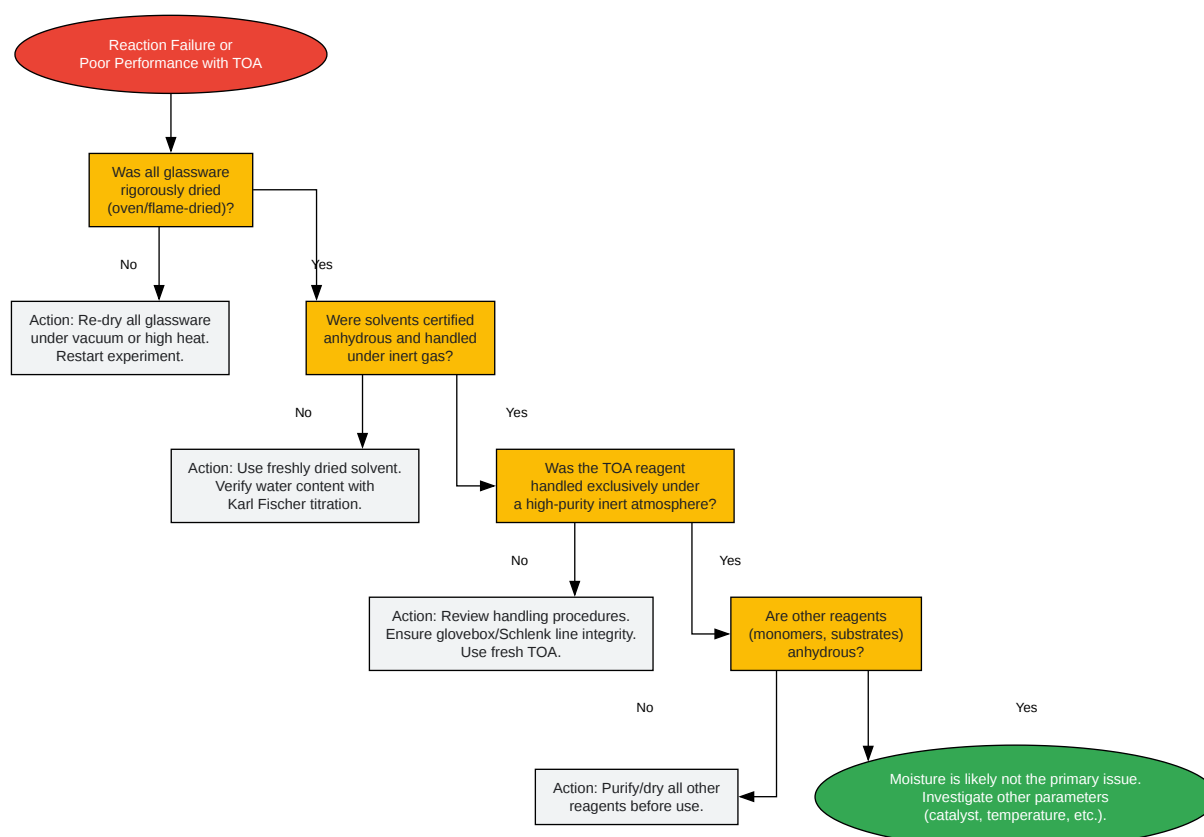 Reaction Failure or
Poor Performance with TOA
Was all glassware
rigorously dried
(oven/flame-dried)?
No
Yes
Action: Re-dry all glassware
under vacuum or high heat.
Restart experiment.
Were solvents certified
anhydrous and handled
under inert gas?
No
Yes
Action: Use freshly dried solvent.
Verify water content with
Karl Fischer titration.
Was the TOA reagent
handled exclusively under
a high-purity inert atmosphere?
No
Yes
Action: Review handling procedures.
Ensure glovebox/Schlenk line integrity.
Use fresh TOA.
Are other reagents
(monomers, substrates)
anhydrous?
No
Yes
Action: Purify/dry all other
reagents before use.
Moisture is likely not the primary issue.
Investigate other parameters
(catalyst, temperature, etc.).